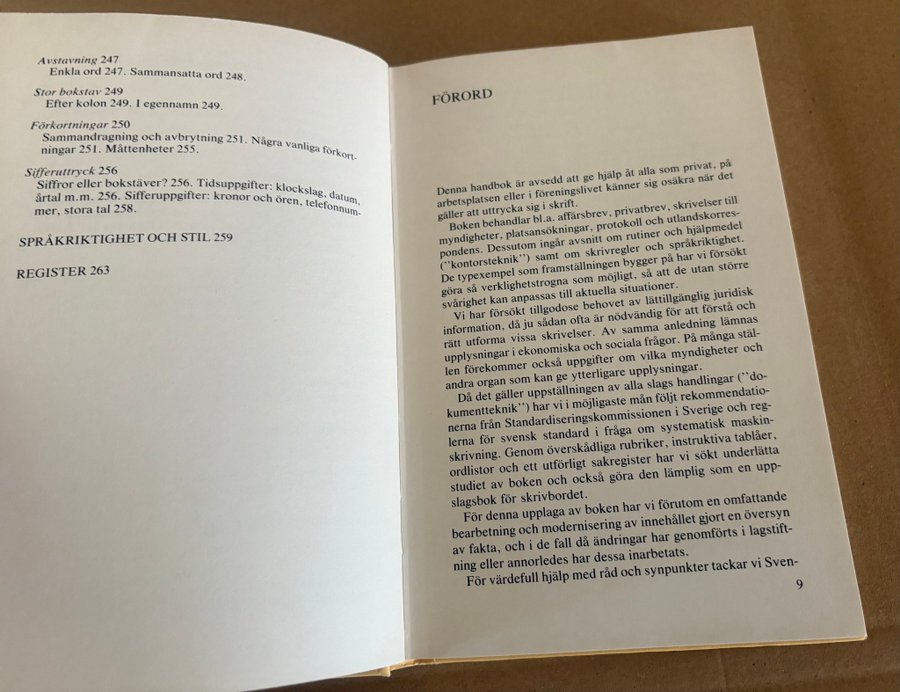 Avstavning 247
Enkla ord 247. Sammansatta ord 248.
Stor bokstav 249
Efter kolon 249. I egennamn 249.
Förkortningar 250
Sammandragning och avbrytning 251. Några vanliga förkort-
ningar 251. Måttenheter 255.
Sifferuttryck 256
Siffror eller bokstäver? 256. Tidsuppgifter: klockslag, datum,
årtal m.m. 256. Sifferuppgifter: kronor och ören, telefonnum-
mer, stora tal 258.
SPRÅKRIKTIGHET OCH STIL 259
REGISTER 263
FÖRORD
Denna handbok är avsedd att ge hjälp åt alla som privat, på
arbetsplatsen eller i föreningslivet känner sig osäkra när det
gäller att uttrycka sig i skrift.
Boken behandlar bl.a. affärsbrev, privatbrev, skrivelser till
myndigheter, platsansökningar, protokoll och utlandskorres-
pondens. Dessutom ingår avsnitt om rutiner och hjälpmedel
(''kontorsteknik'') samt om skrivregler och språkriktighet.
De typexempel som framställningen bygger på har vi försökt
göra så verklighetstrogna som möjligt, så att de utan större
svårighet kan anpassas till aktuella situationer.
Vi har försökt tillgodose behovet av lättillgänglig juridisk
information, då ju sådan ofta är nödvändig för att förstå och
rätt utforma vissa skrivelser. Av samma anledning lämnas
upplysningar i ekonomiska och sociala frågor. På många stäl-
len förekommer också uppgifter om vilka myndigheter och
andra organ som kan ge ytterligare upplysningar.
Då det gäller uppställningen av alla slags handlingar (''do-
kumentteknik'') har vi i möjligaste mån följt rekommendatio-
nerna från Standardiseringskommissionen i Sverige och reg-
lerna för svensk standard i fråga om systematisk maskin-
skrivning. Genom överskådliga rubriker, instruktiva tablåer,
ordlistor och ett utförligt sakregister har vi sökt underlätta
studiet av boken och också göra den lämplig som en upp-
slagsbok för skrivbordet.
För denna upplaga av boken har vi förutom en omfattande
bearbetning och modernisering av innehållet gjort en översyn
av fakta, och i de fall då ändringar har genomförts i lagstift-
ning eller annorledes har dessa inarbetats.
För värdefull hjälp med råd och synpunkter tackar vi Sven-
9